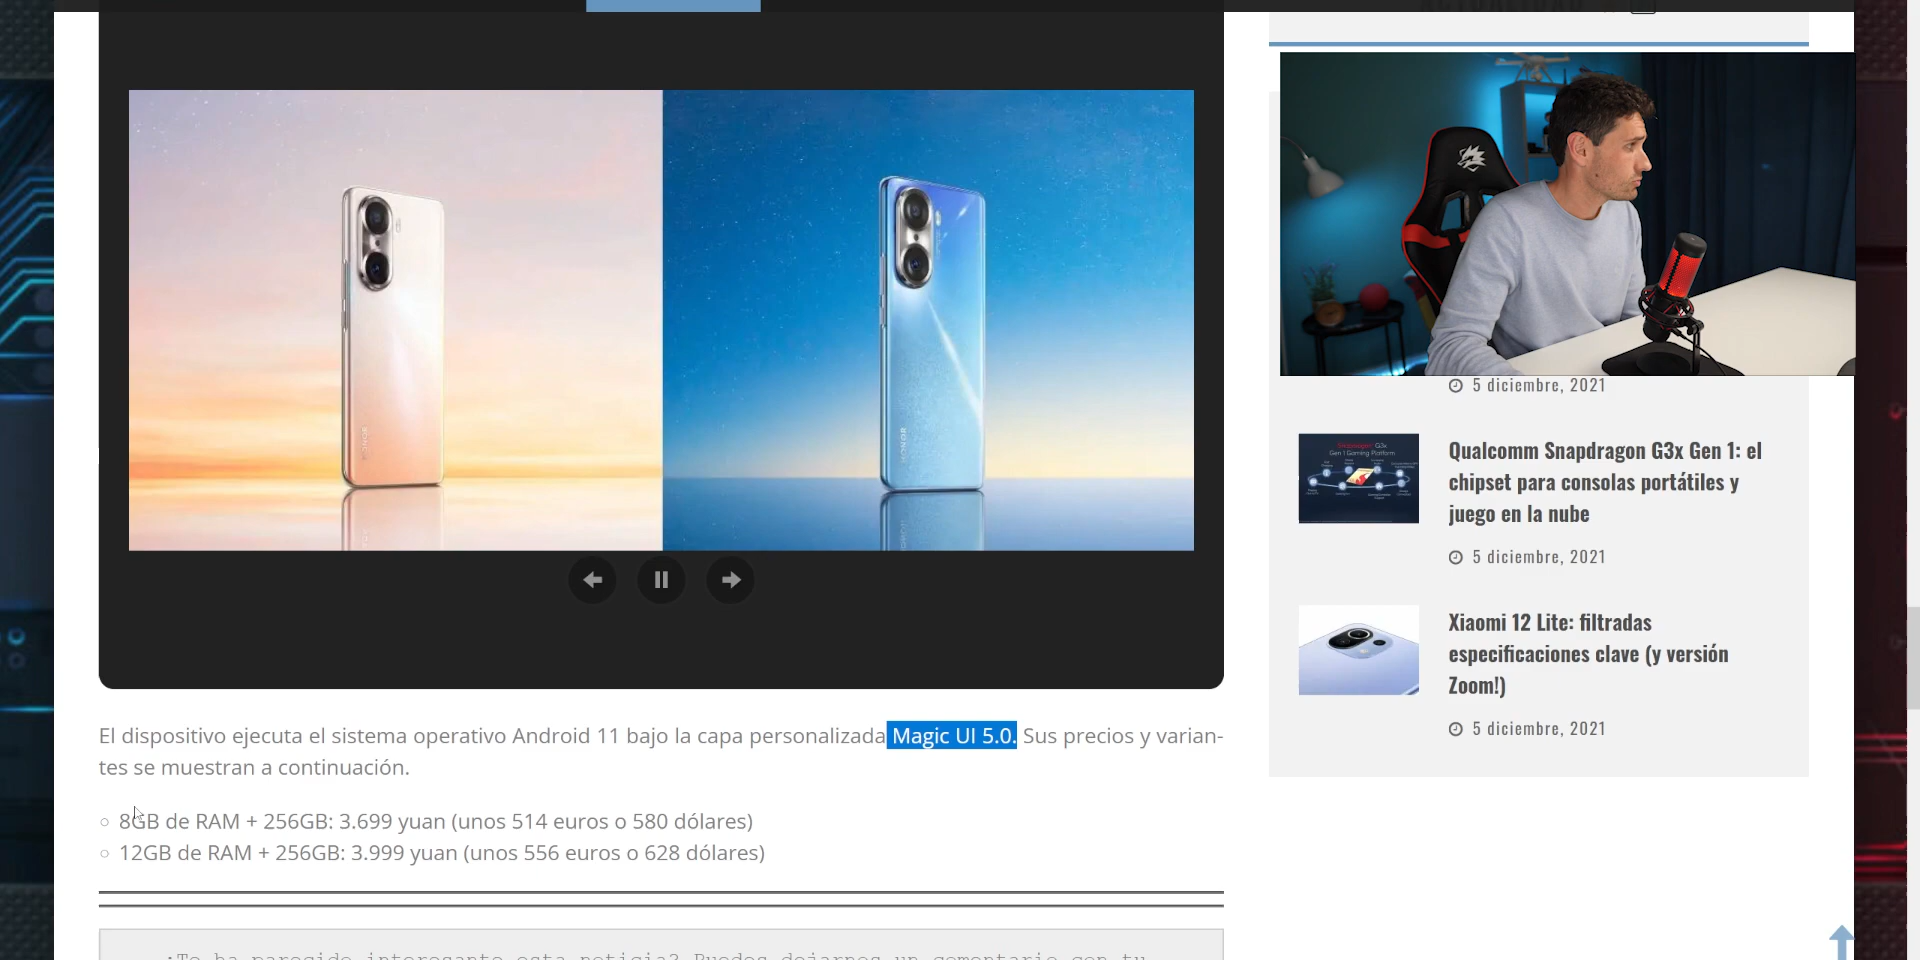 HONOR
HONOR
5 diciembre, 2021
Qualcomm Snapdragon G3x Gen 1: el
chipset para consolas portátiles y
juego en la nube
5 diciembre, 2021
Xiaomi 12 Lite: filtradas
especificaciones clave (y versión
Zoom!)
5 diciembre, 2021
El dispositivo ejecuta el sistema operativo Android 11 bajo la capa personalizada Magic UI 5.0. Sus precios y varian-
tes se muestran a continuación.
8GB de RAM + 256GB: 3.699 yuan (unos 514 euros o 580 dólares)
12GB de RAM + 256GB: 3.999 yuan (unos 556 euros o 628 dólares)